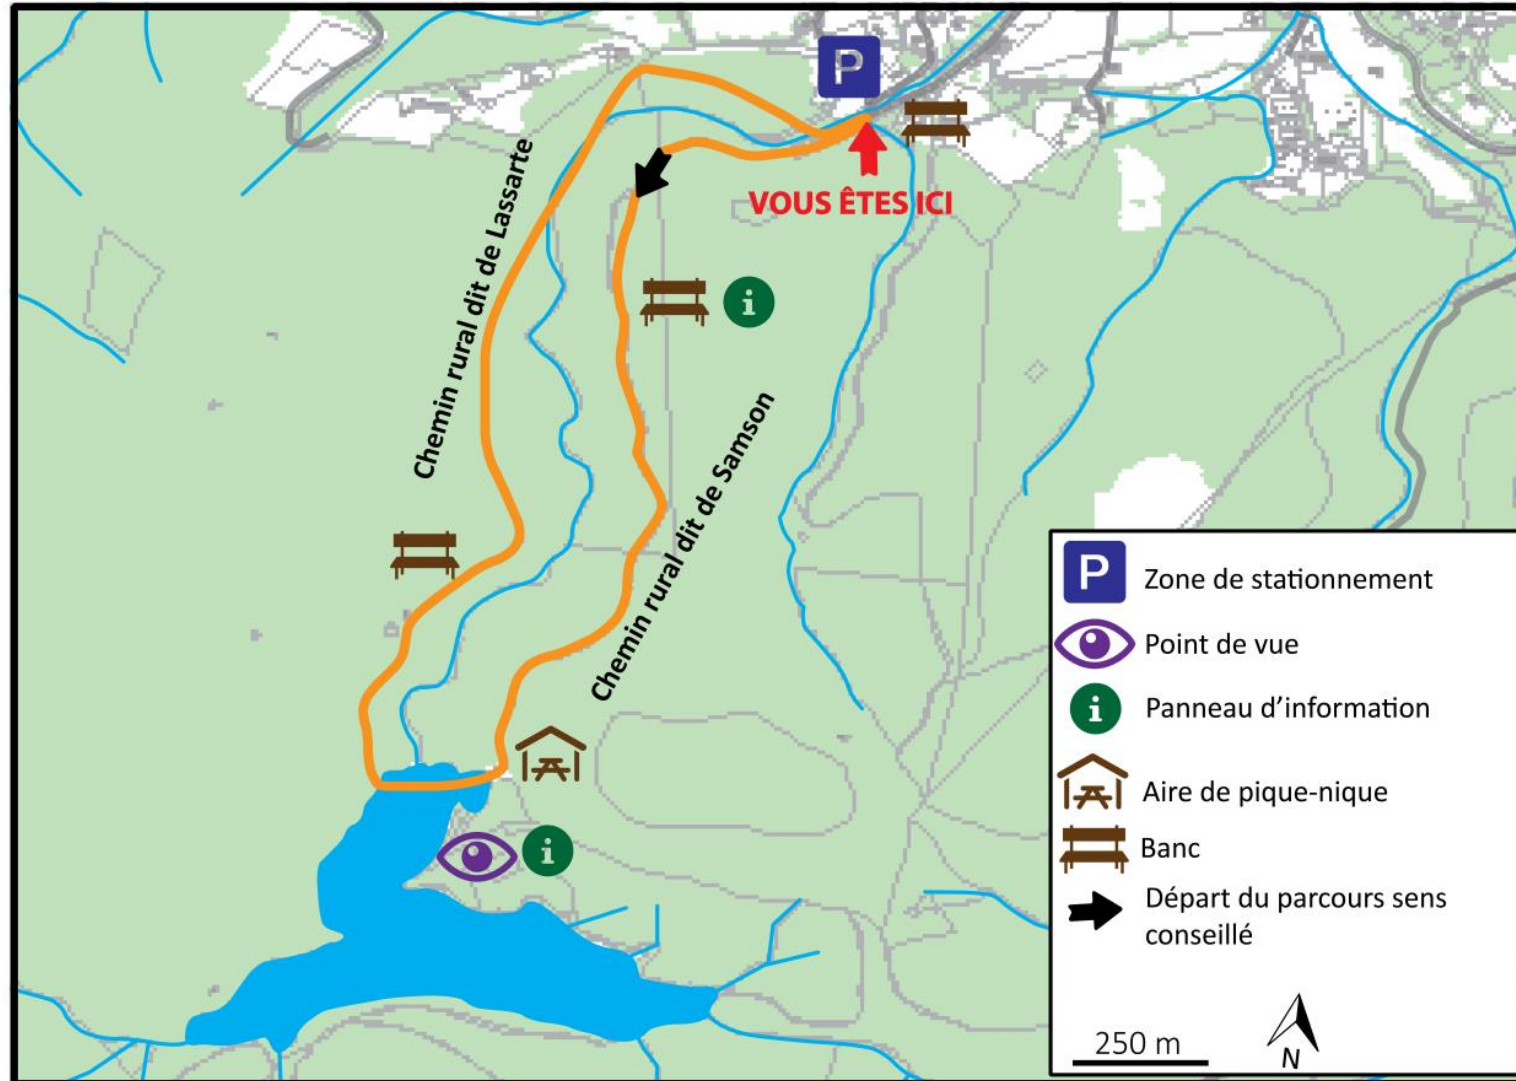 P
VOUS ÊTES ICI
Chemin rural dit de Lassarte
i
Chemin rural dit de Samson
i
P Zone de stationnement
Point de vue
i Panneau d'information
Aire de pique-nique
Banc
Départ du parcours sens
conseillé
250 m
N